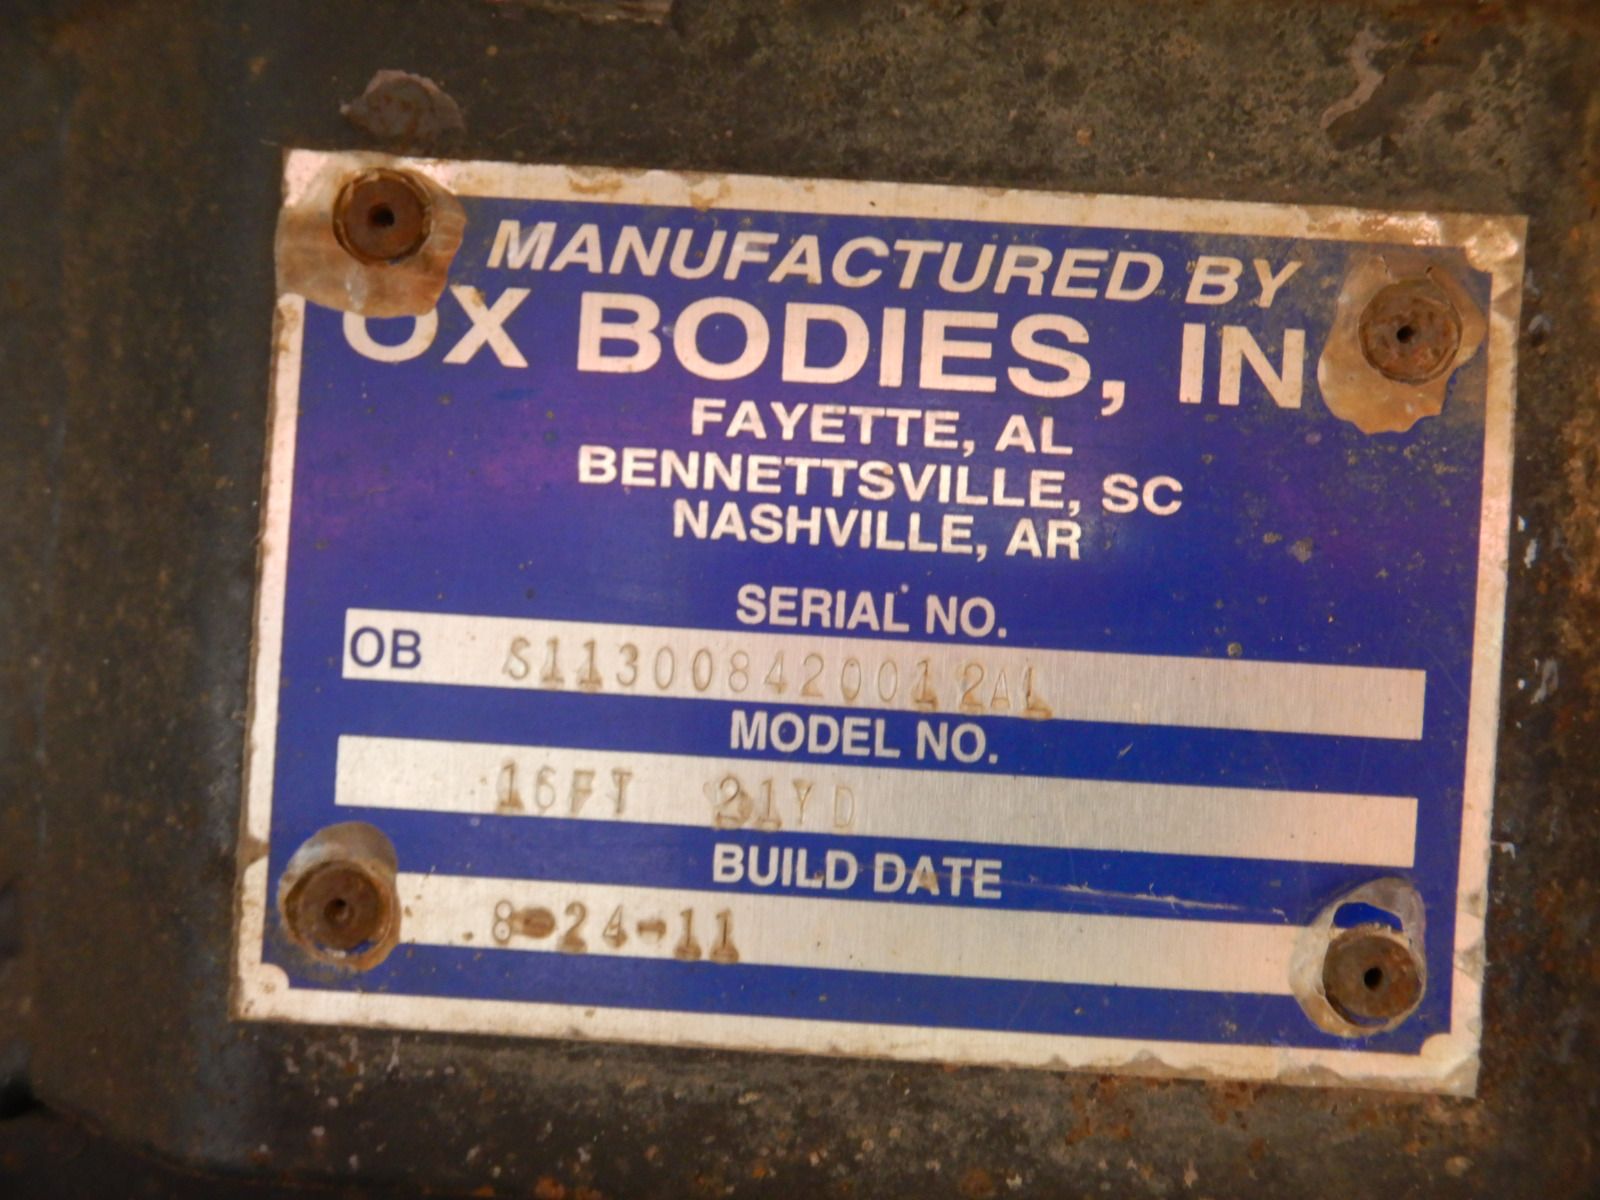 MANUFACTURED BY
OX BODIES, IN
FAYETTE, AL
BENNETTSVILLE, SC
NASHVILLE, AR
SERIAL NO.
OB S113008420012AL
MODEL NO.
16FT 21YD
BUILD DATE
8-24-11